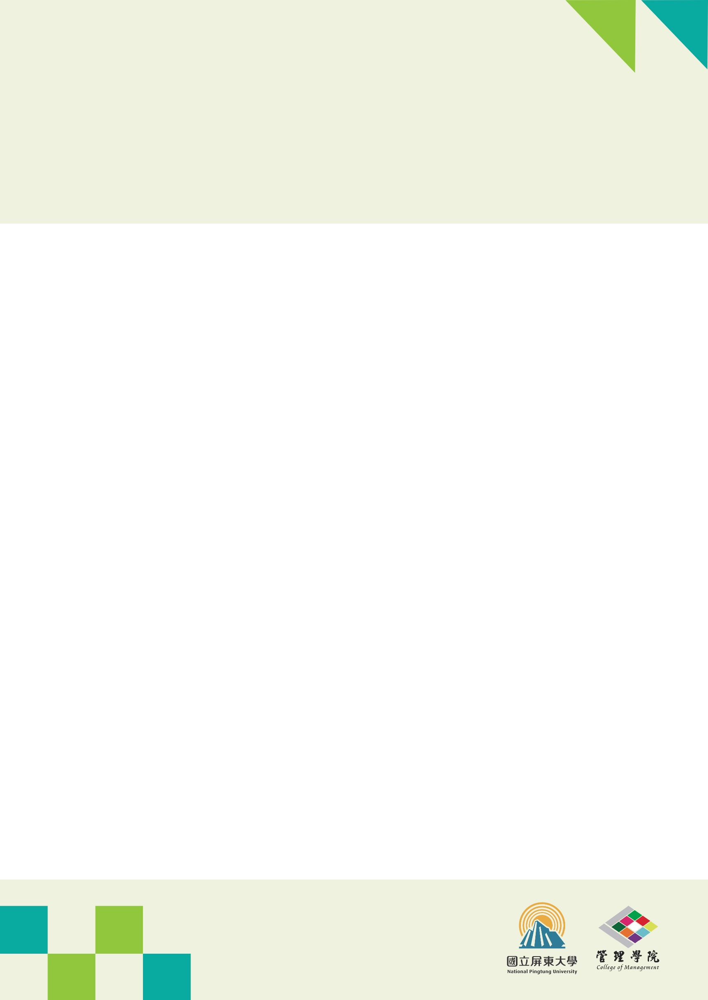 國立屏東大學
National Pingtung University
管理學院
College of Management